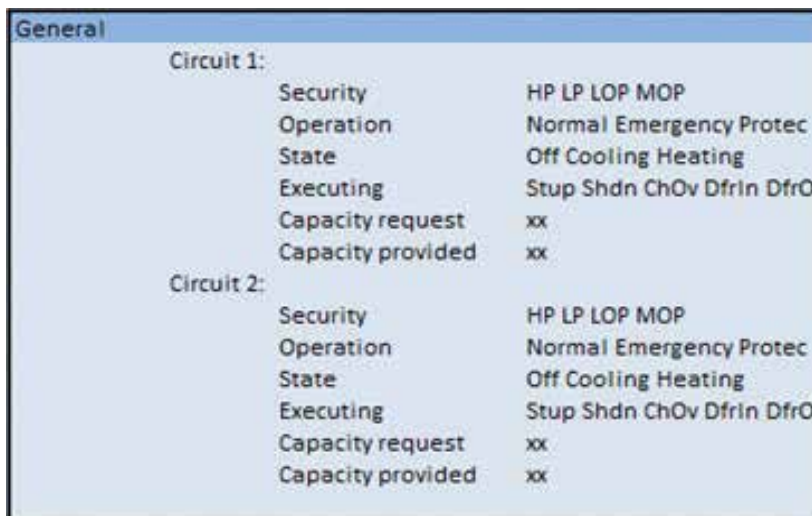 General
Circuit 1:
Security HP LP LOP MOP
Operation Normal Emergency Protec
State Off Cooling Heating
Executing Stup Shdn ChOv DfrIn DfrO
Capacity request xx
Capacity provided xx
Circuit 2:
Security HP LP LOP MOP
Operation Normal Emergency Protec
State Off Cooling Heating
Executing Stup Shdn ChOv DfrIn DfrO
Capacity request xx
Capacity provided xx